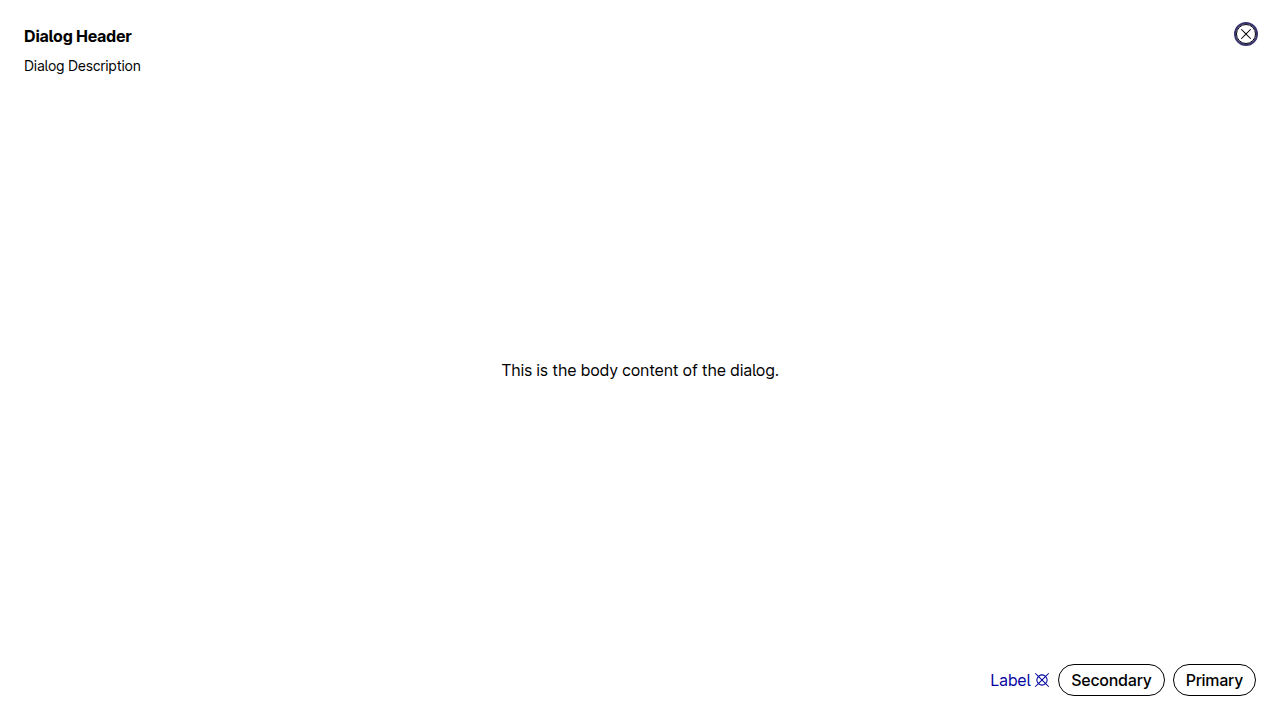 Dialog Header
Dialog Description
This is the body content of the dialog.
Label
Secondary
Primary